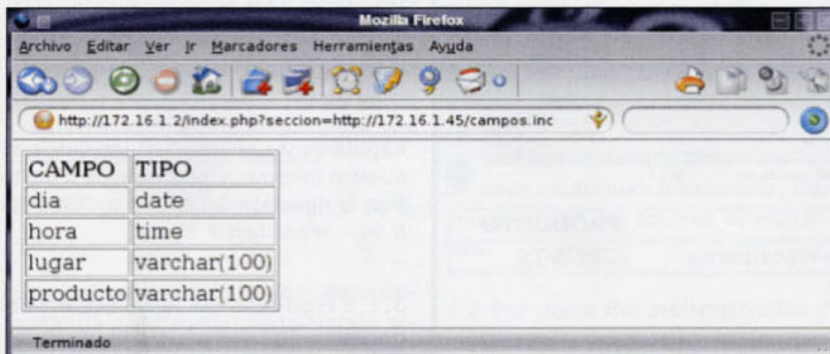 Mozilla Firefox
Archivo Editar Ver Ir Marcadores Herramientas Ayuda
http://172.16.1.2/index.php?seccion=http://172.16.1.45/campos.inc
CAMPO TIPO
dia date
hora time
lugar varchar(100)
producto varchar(100)
Terminado